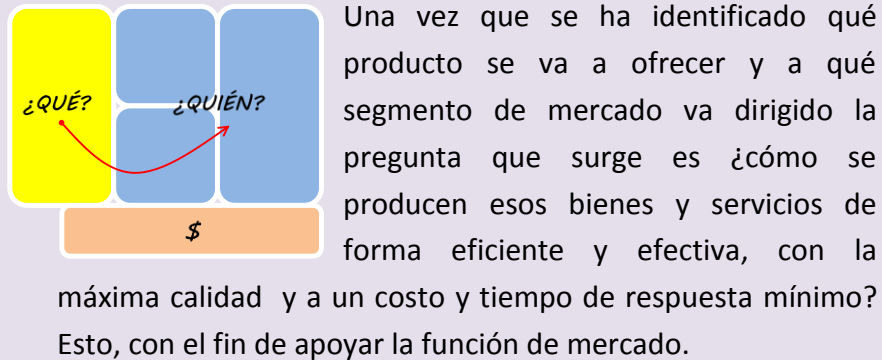 ¿QUÉ?
¿QUIÉN?
$
Una vez que se ha identificado qué
producto se va a ofrecer y a qué
segmento de mercado va dirigido la
pregunta que surge es ¿cómo se
producen esos bienes y servicios de
forma eficiente y efectiva, con la
máxima calidad y a un costo y tiempo de respuesta mínimo?
Esto, con el fin de apoyar la función de mercado.